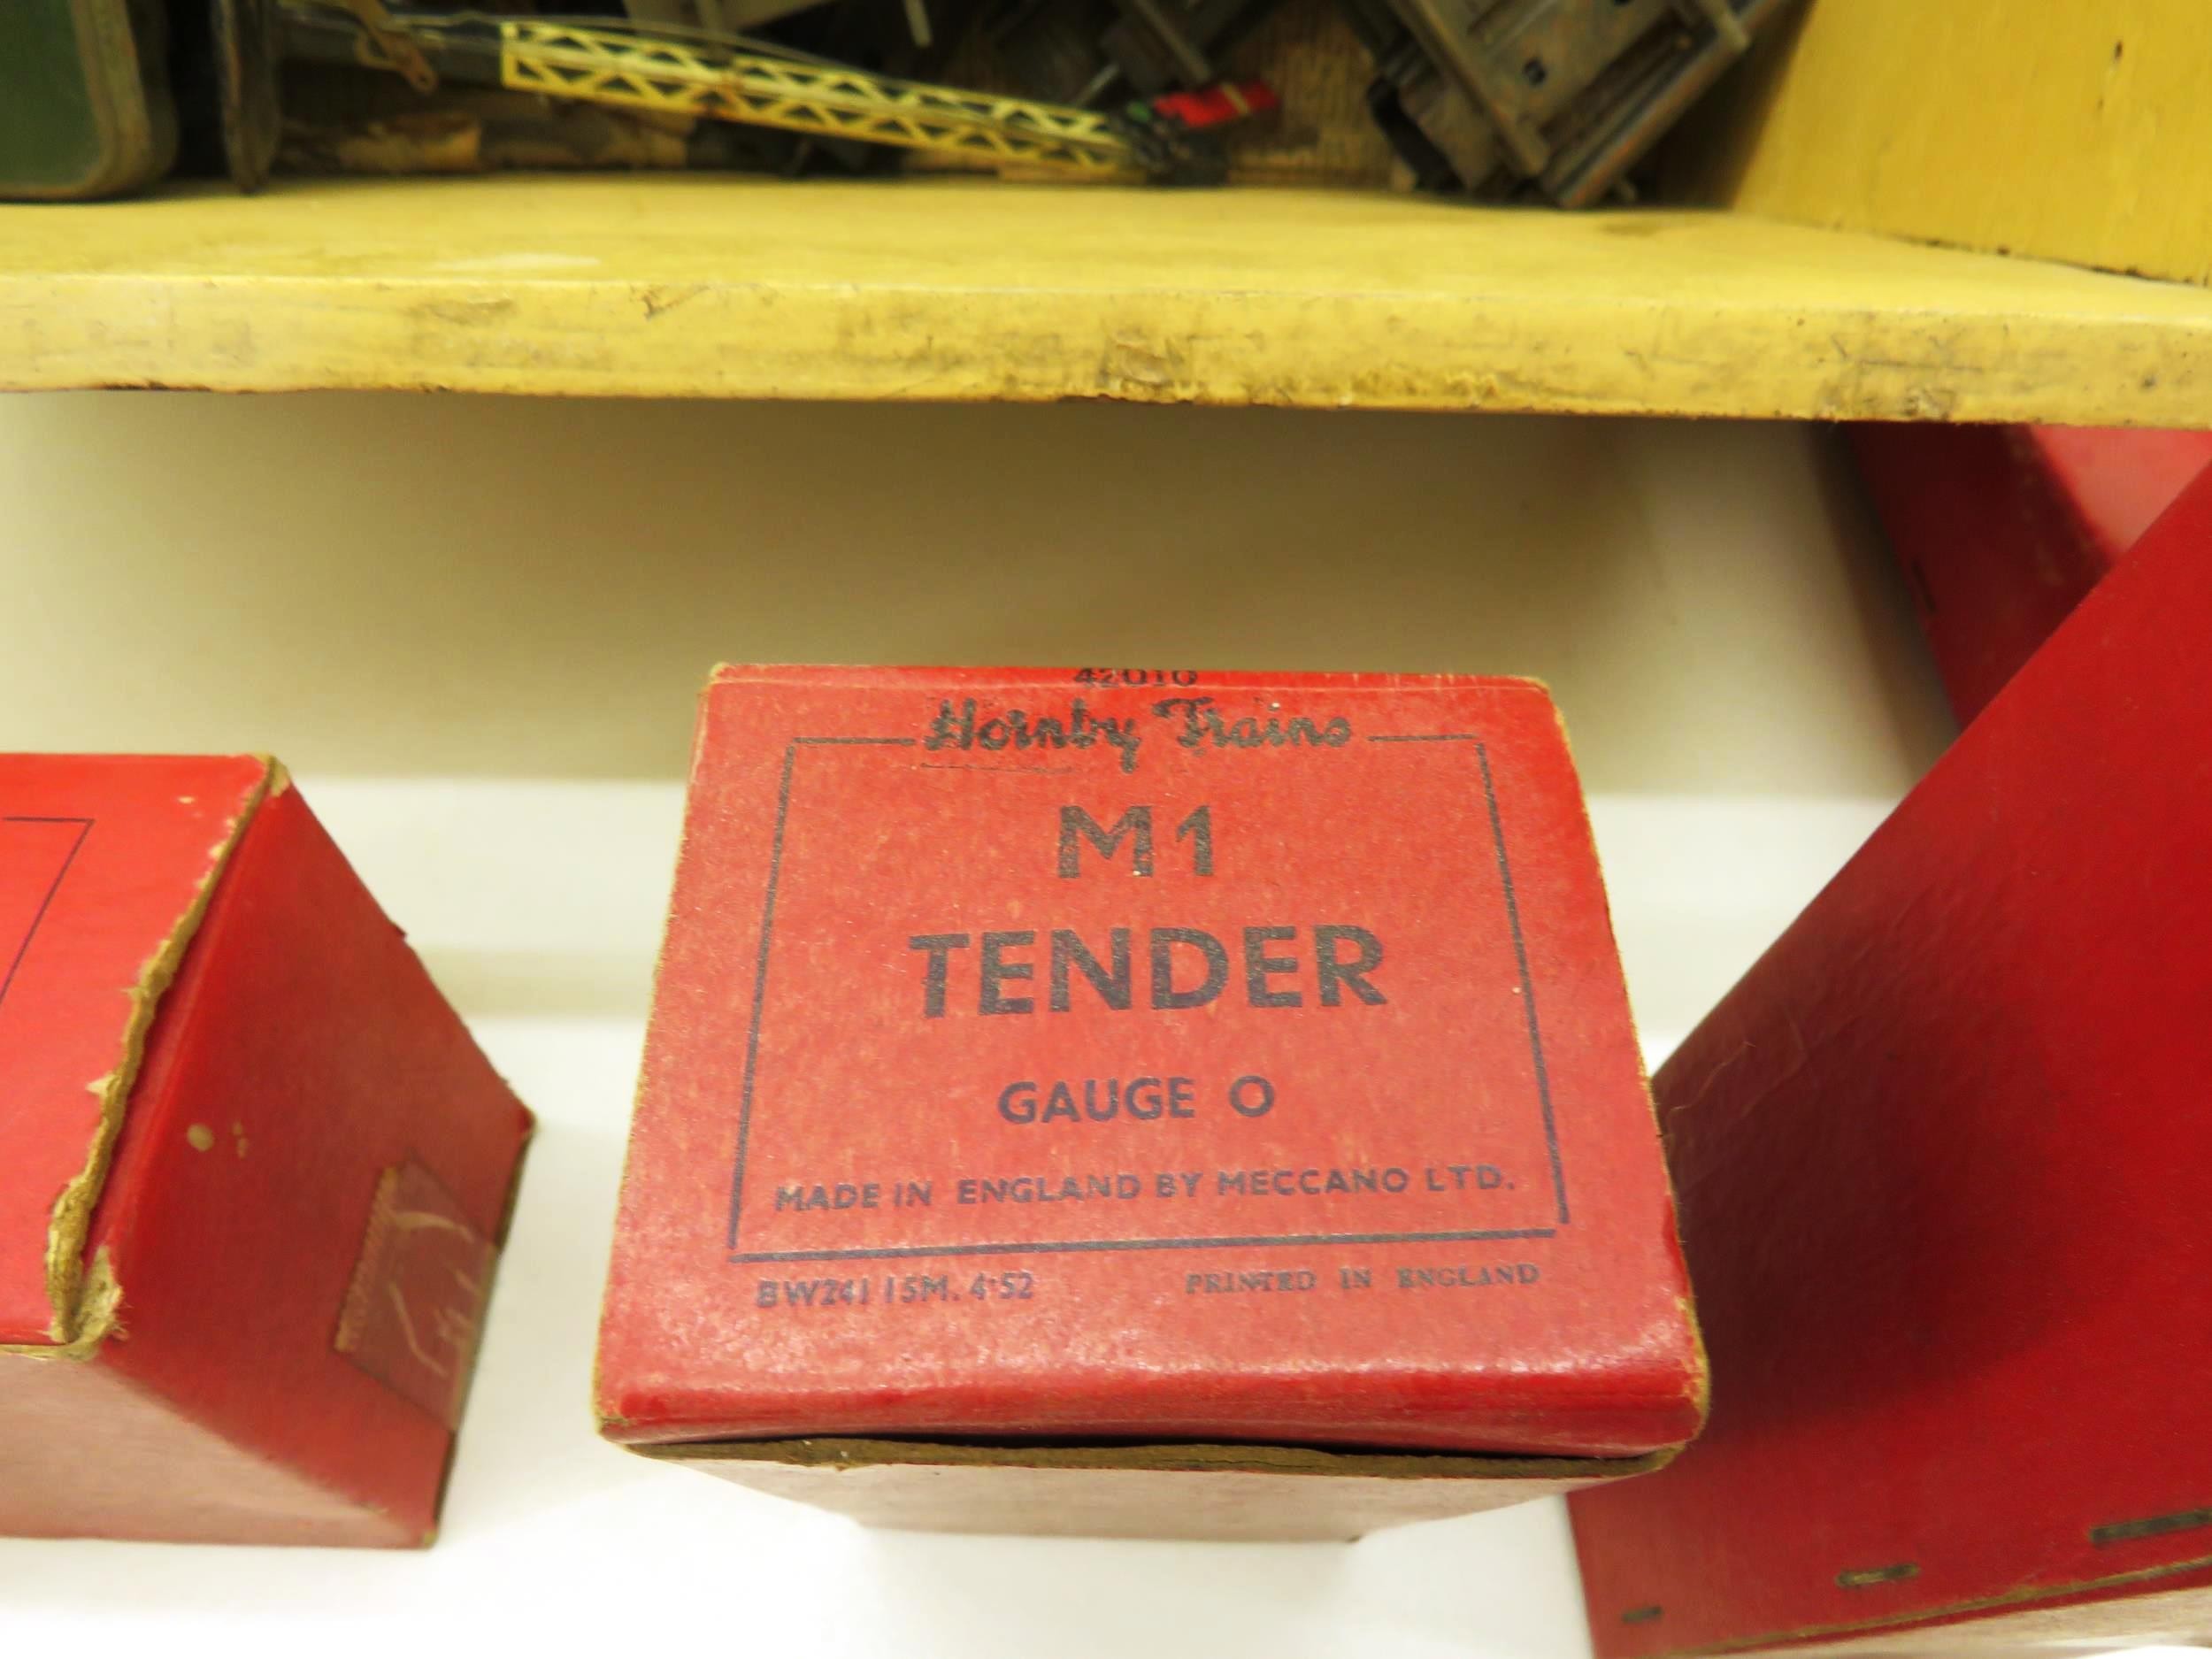 42010
Hornby Trains
M1
TENDER
GAUGE O
MADE IN ENGLAND BY MECCANO LTD.
BW241 15M. 4·52 PRINTED IN ENGLAND